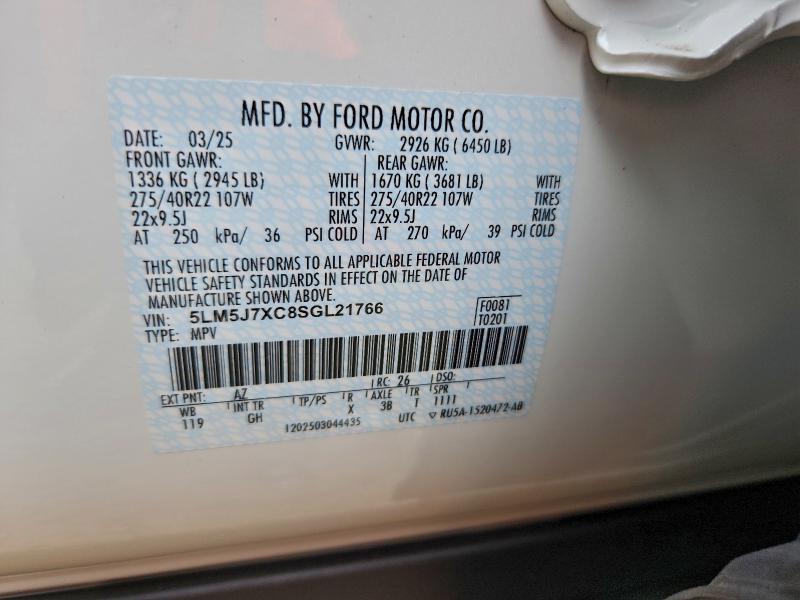 MFD. BY FORD MOTOR CO.
DATE: 03/25 GVWR: 2926 KG ( 6450 LB)
FRONT GAWR: REAR GAWR:
1336 KG ( 2945 LB) WITH 1670 KG ( 3681 LB) WITH
275/40R22 107W TIRES 275/40R22 107W TIRES
22x9.5J RIMS 22x9.5J RIMS
AT 250 kPa/ 36 PSI COLD AT 270 kPa/ 39 PSI COLD
THIS VEHICLE CONFORMS TO ALL APPLICABLE FEDERAL MOTOR
VEHICLE SAFETY STANDARDS IN EFFECT ON THE DATE OF
MANUFACTURE SHOWN ABOVE.
VIN: 5LM5J7XC8SGL21766 F0081
TYPE: MPV T0201
EXT PNT: AZ RC: 26 DSO:
WB INT TR TP/PS R AXLE TR SPR
119 GH X 3B T 1111
1202503044435 UTC ▽ RU5A-1520472-AB